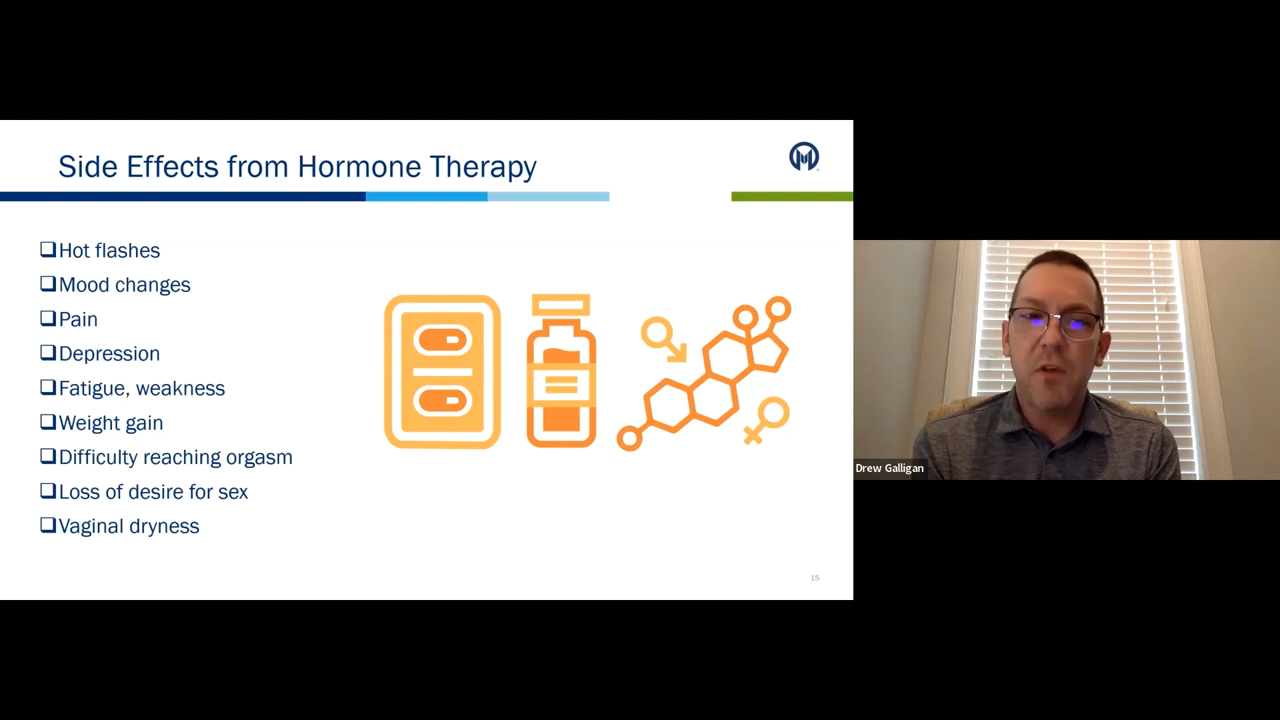 Side Effects from Hormone Therapy
Hot flashes
Mood changes
Pain
Depression
Fatigue, weakness
Weight gain
Difficulty reaching orgasm
Loss of desire for sex
Vaginal dryness
15
Drew Galligan